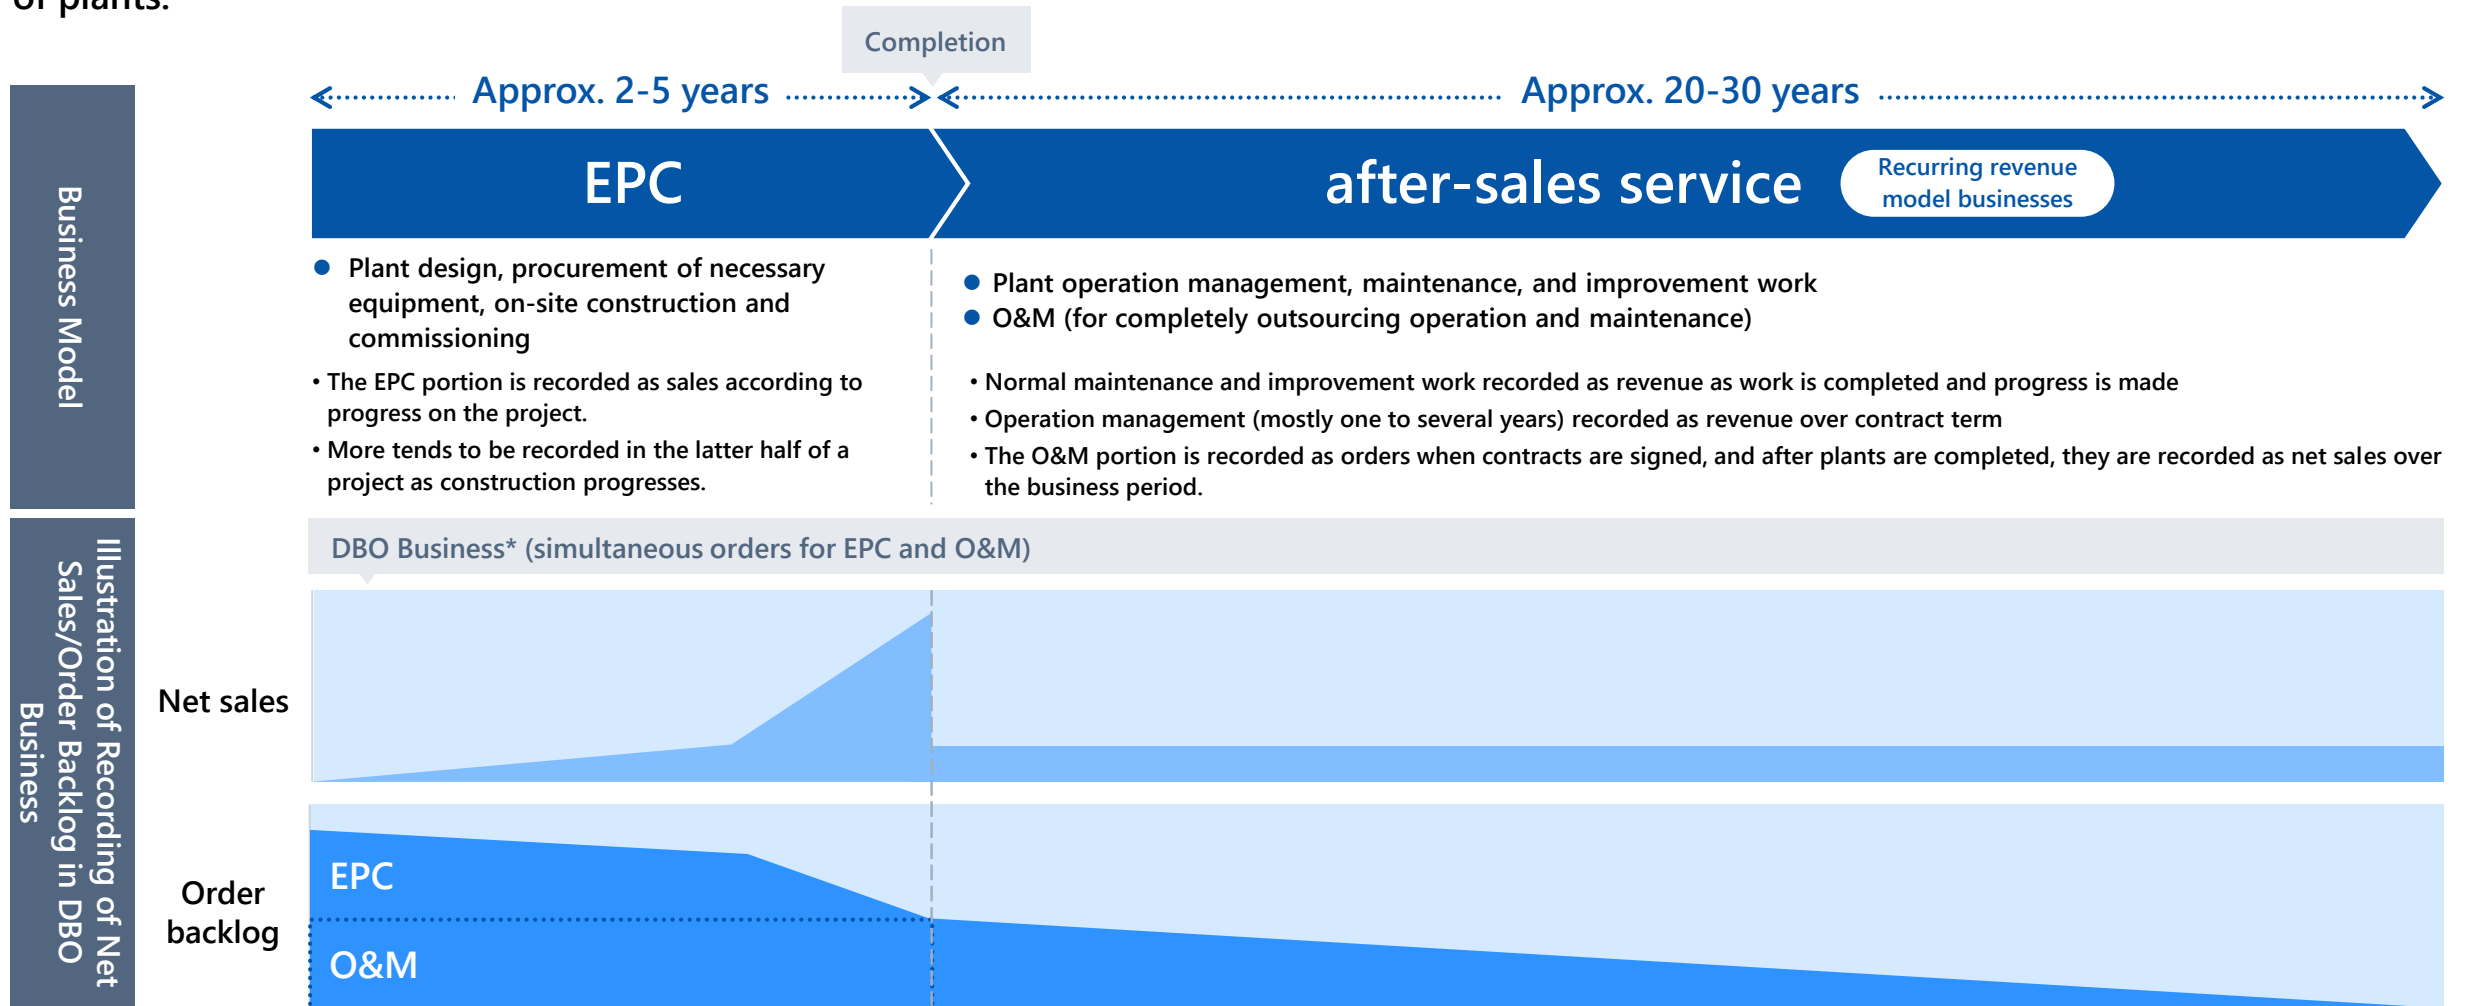 of plants.
Completion
Approx. 2-5 years
Approx. 20-30 years
Business Model
EPC
after-sales service
Recurring revenue
model businesses
● Plant design, procurement of necessary
equipment, on-site construction and
commissioning
• The EPC portion is recorded as sales according to
progress on the project.
• More tends to be recorded in the latter half of a
project as construction progresses.
● Plant operation management, maintenance, and improvement work
● O&M (for completely outsourcing operation and maintenance)
• Normal maintenance and improvement work recorded as revenue as work is completed and progress is made
• Operation management (mostly one to several years) recorded as revenue over contract term
• The O&M portion is recorded as orders when contracts are signed, and after plants are completed, they are recorded as net sales over
the business period.
Illustration of Recording of Net
Sales/Order Backlog in DBO
Business
DBO Business* (simultaneous orders for EPC and O&M)
Net sales
Order
backlog
EPC
O&M